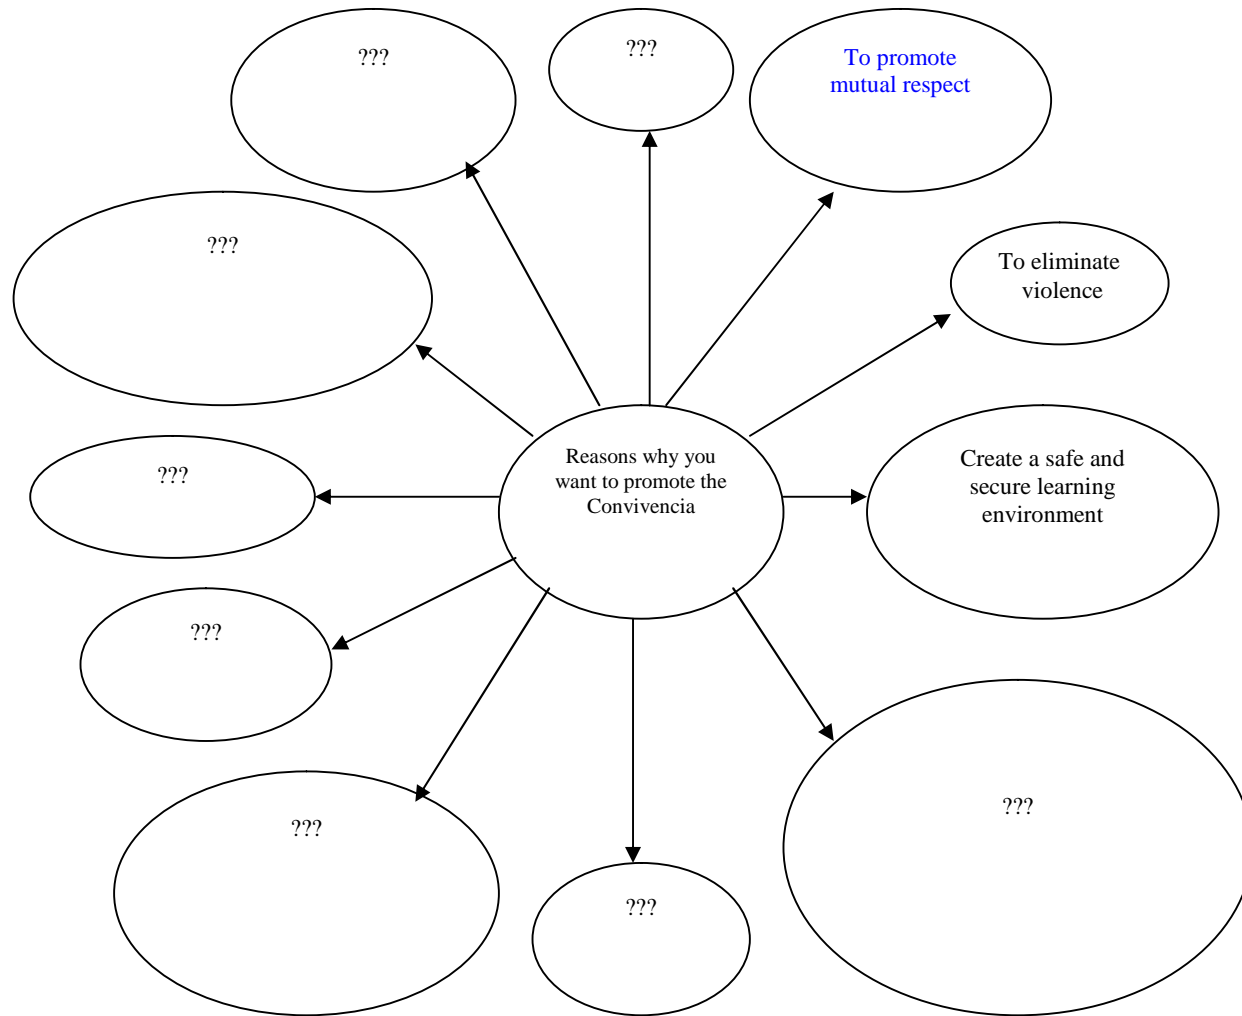 ???
???
To promote
mutual respect
???
To eliminate
violence
Reasons why you
want to promote the
Convivencia
Create a safe and
secure learning
environment
???
???
???
???
???